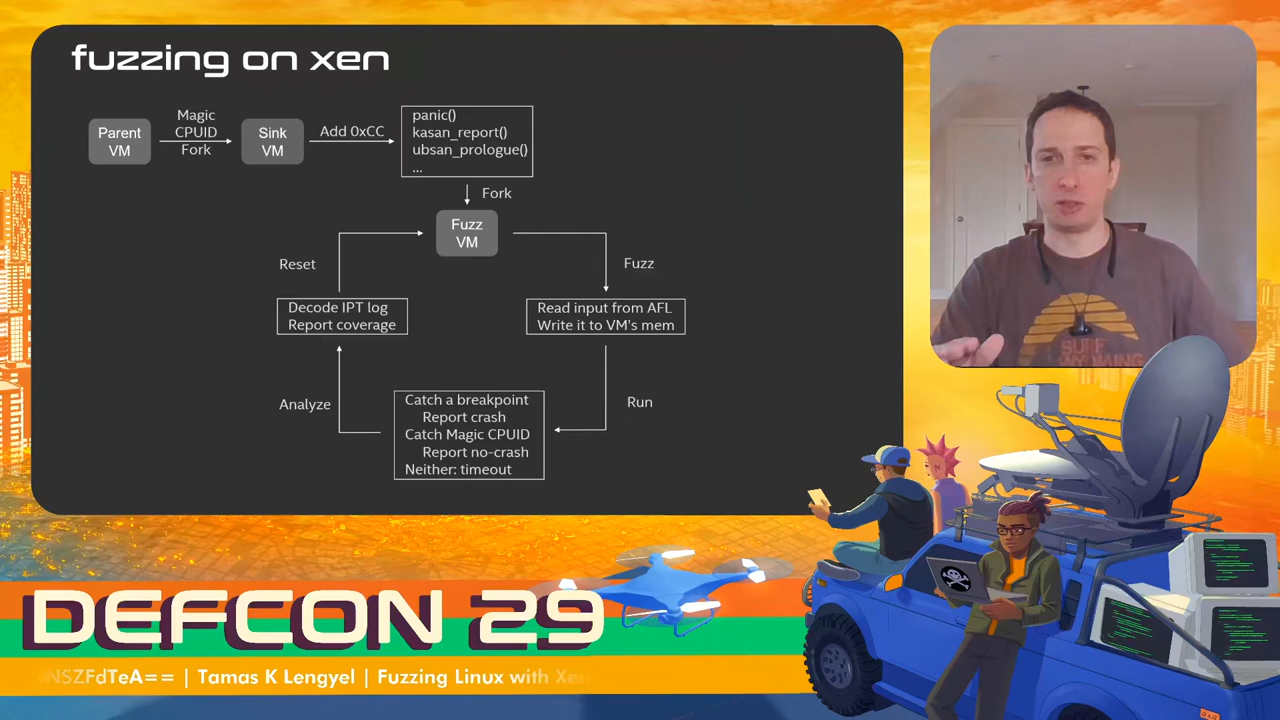 fuzzing on xen
Parent
VM
Magic
CPUID
Fork
Sink
VM
Add 0xCC
panic()
kasan_report()
ubsan_prologue()
...
Fork
Fuzz
VM
Reset
Fuzz
Decode IPT log
Report coverage
Read input from AFL
Write it to VM's mem
Analyze
Run
Catch a breakpoint
Report crash
Catch Magic CPUID
Report no-crash
Neither: timeout
SURF
DEFCON 29
NSZFdTeA== | Tamas K Lengyel | Fuzzing Linux with Xen